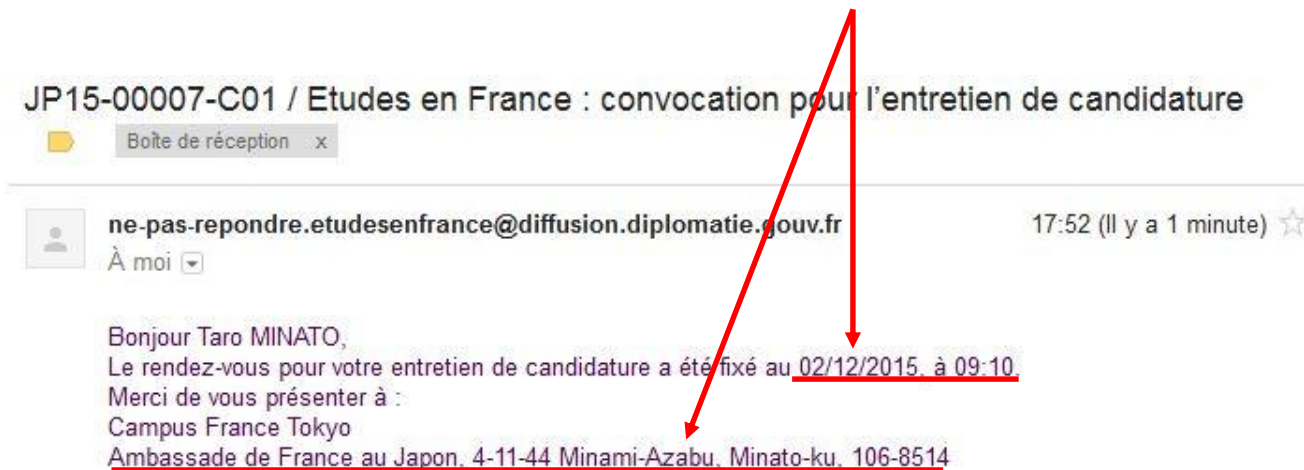 JP15-00007-C01 / Etudes en France : convocation pour l'entretien de candidature
Boîte de réception x
ne-pas-repondre.etudesenfrance@diffusion.diplomatie.gouv.fr
17:52 (Il y a 1 minute)
À moi
Bonjour Taro MINATO,
Le rendez-vous pour votre entretien de candidature a été fixé au 02/12/2015, à 09:10.
Merci de vous présenter à :
Campus France Tokyo
Ambassade de France au Japon, 4-11-44 Minami-Azabu, Minato-ku, 106-8514